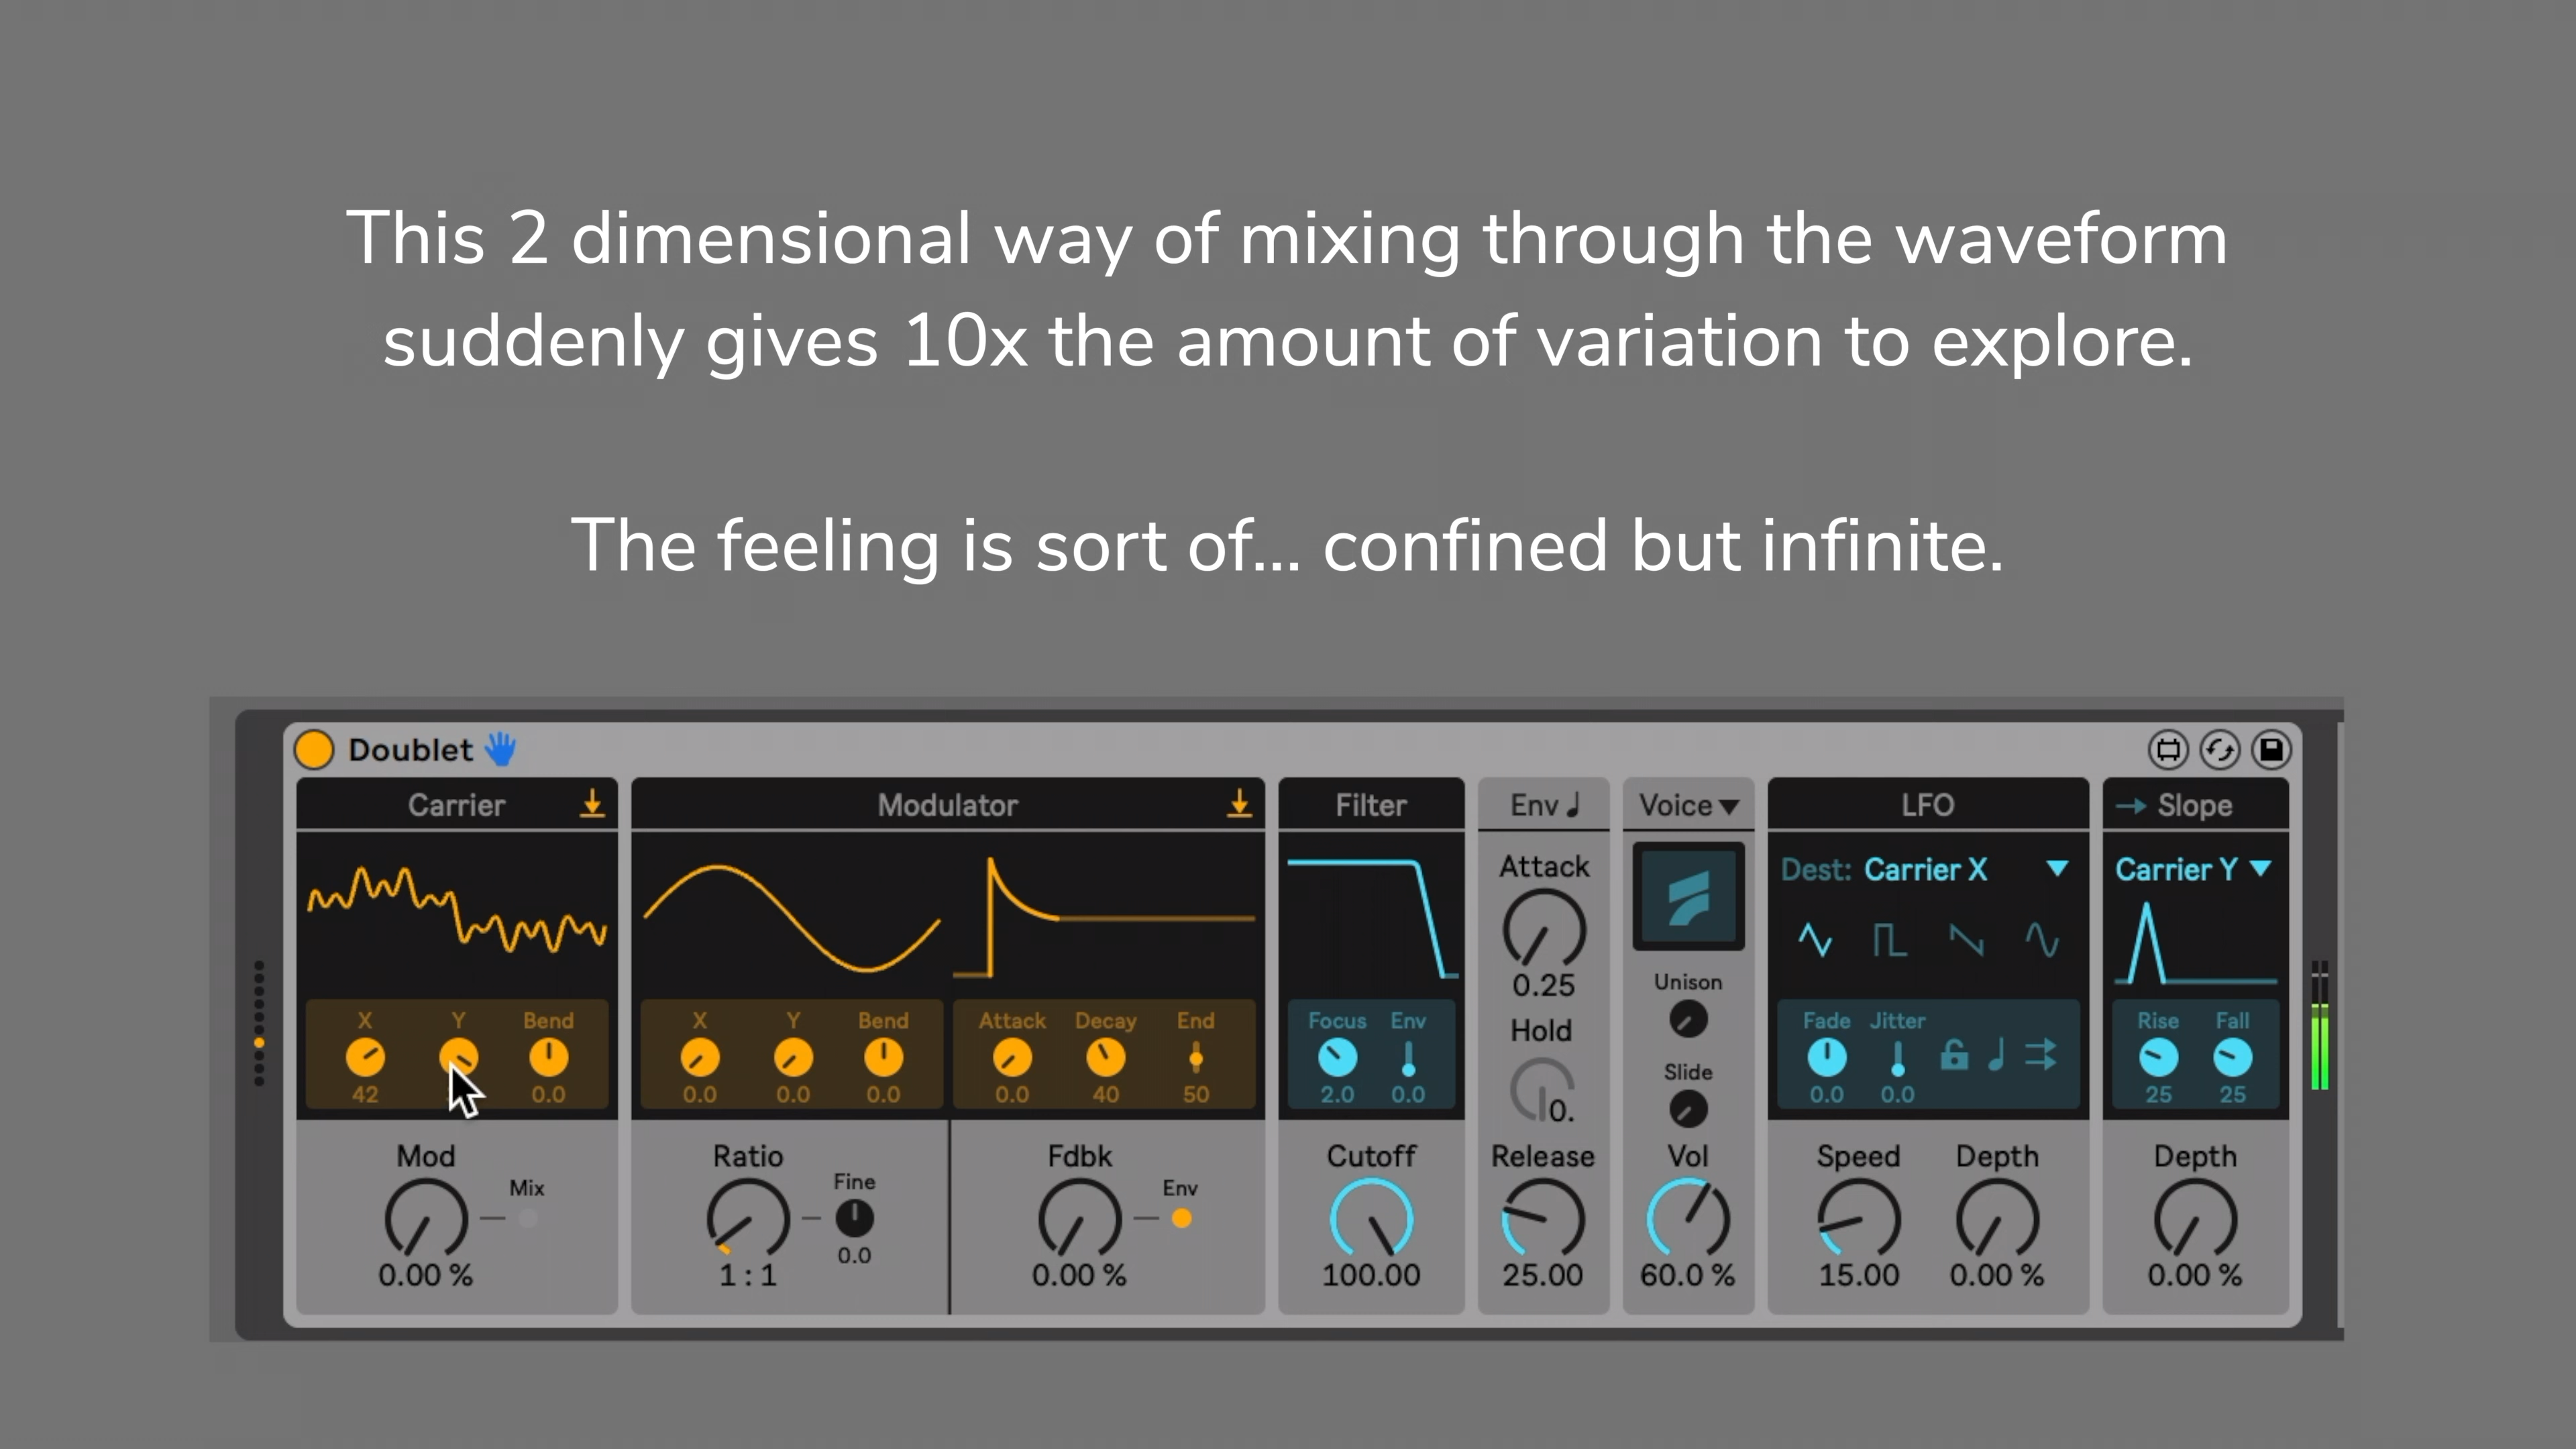 This 2 dimensional way of mixing through the waveform
suddenly gives 10x the amount of variation to explore.
The feeling is sort of... confined but infinite.
Doublet
Carrier
X Y Bend
42 0.0
Mod
Mix
0.00 %
Modulator
X Y Bend
0.0 0.0 0.0
Attack Decay End
0.0 40 50
Ratio
Fine
0.0
1 : 1
Fdbk
Env
0.00 %
Filter
Focus Env
2.0 0.0
Cutoff
100.00
Env
Attack
0.25
Hold
0.
Release
25.00
Voice
Unison
Slide
Vol
60.0 %
LFO
Dest: Carrier X
Fade Jitter
0.0 0.0
Speed Depth
15.00 0.00 %
Slope
Carrier Y
Rise Fall
25 25
Depth
0.00 %